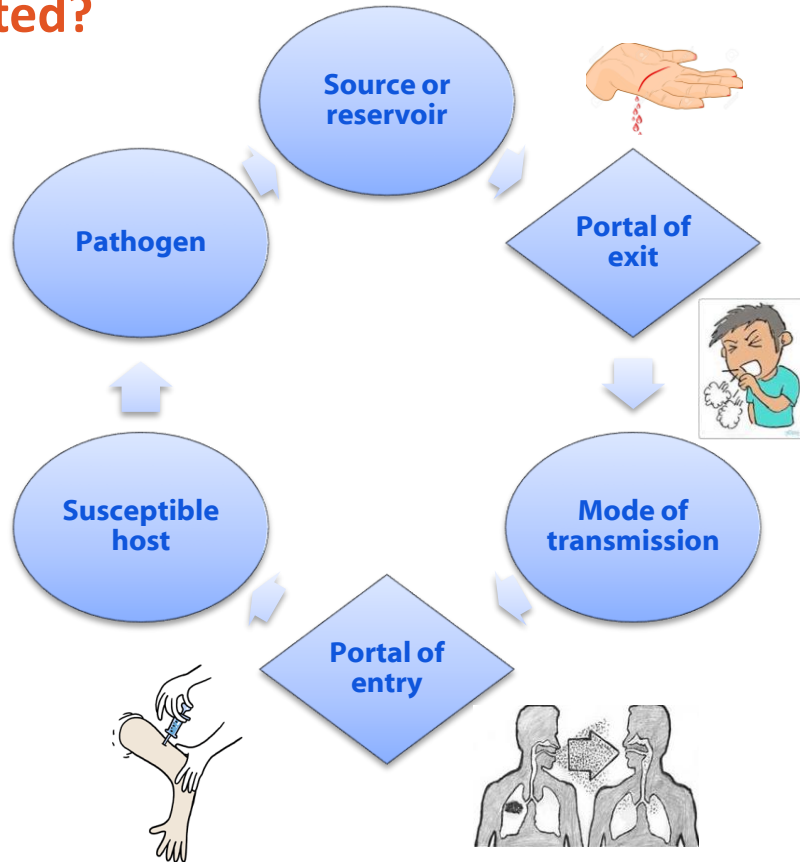 ted?
Source or
reservoir
Portal of
exit
Mode of
transmission
Portal of
entry
Susceptible
host
Pathogen